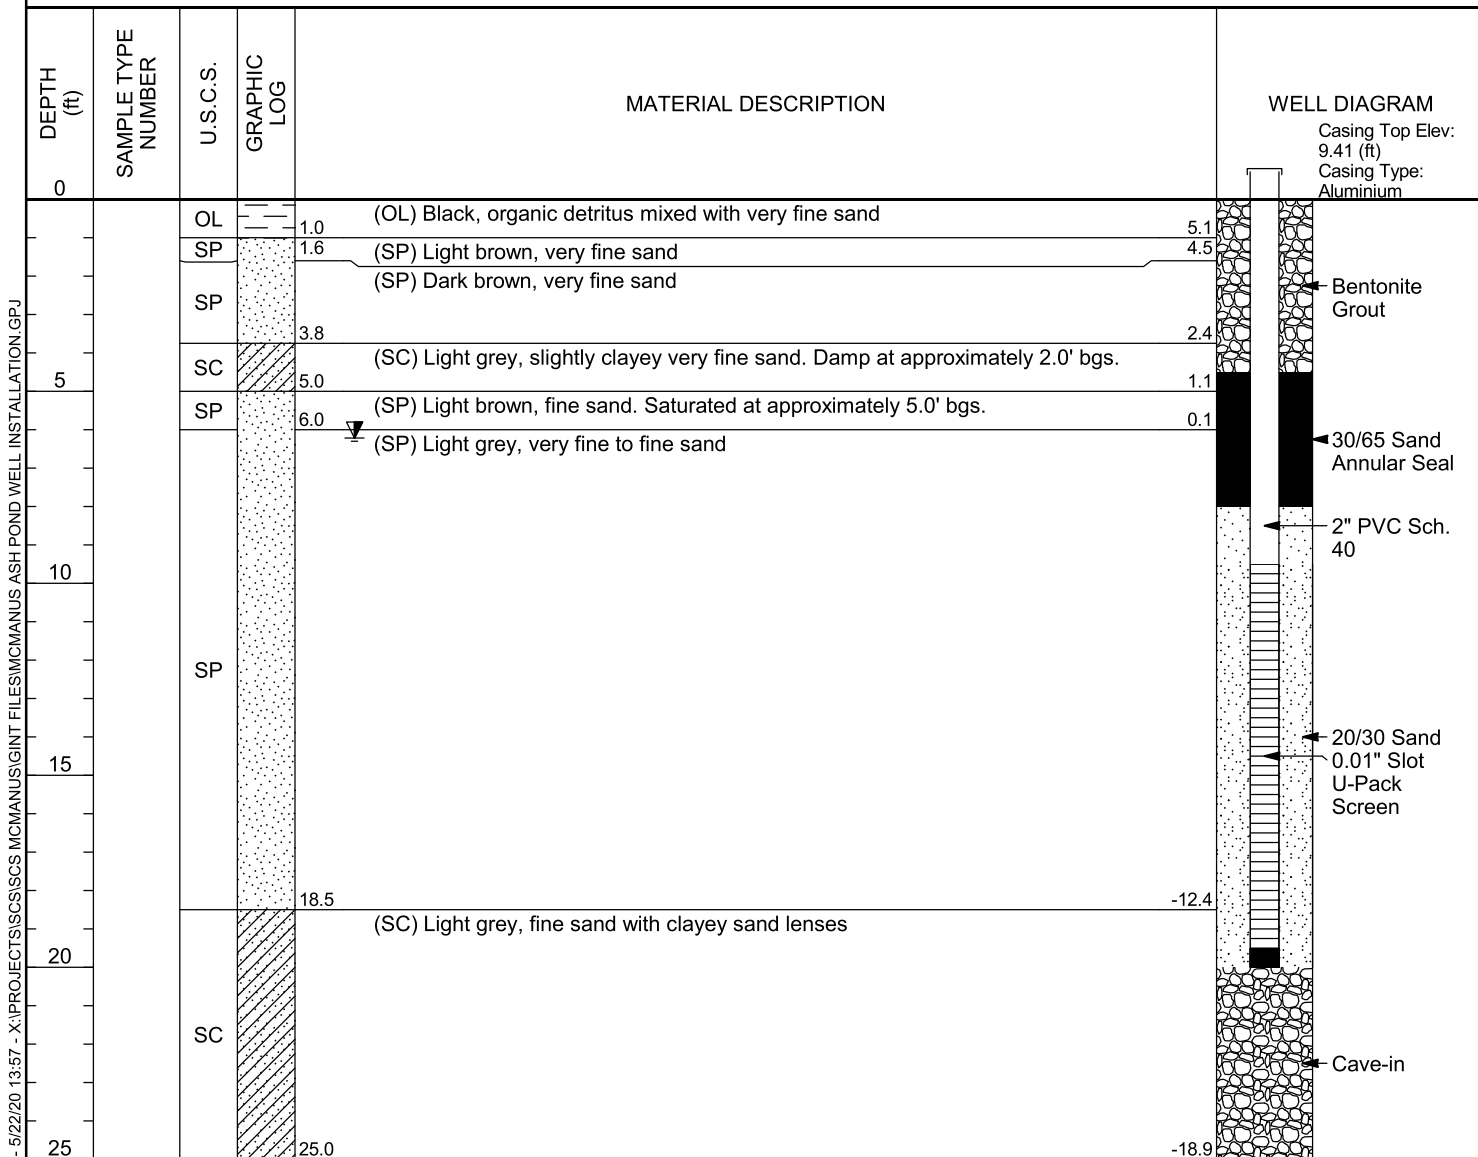 DEPTH
(ft)
SAMPLE TYPE
NUMBER
U.S.C.S.
GRAPHIC
LOG
MATERIAL DESCRIPTION
WELL DIAGRAM
Casing Top Elev:
9.41 (ft)
Casing Type:
Aluminium
0
OL
(OL) Black, organic detritus mixed with very fine sand
1.0
5.1
SP
1.6
(SP) Light brown, very fine sand
4.5
(SP) Dark brown, very fine sand
Bentonite
Grout
SP
3.8
2.4
(SC) Light grey, slightly clayey very fine sand. Damp at approximately 2.0' bgs.
SC
5
5.0
1.1
SP
(SP) Light brown, fine sand. Saturated at approximately 5.0' bgs.
6.0
0.1
(SP) Light grey, very fine to fine sand
30/65 Sand
Annular Seal
2" PVC Sch.
40
10
SP
20/30 Sand
0.01" Slot
U-Pack
Screen
15
18.5
-12.4
(SC) Light grey, fine sand with clayey sand lenses
20
SC
Cave-in
25
25.0
-18.9
- 5/22/20 13:57 - X:\PROJECTS\SCS\SCS MCMANUS\GINT FILES\MCMANUS ASH POND WELL INSTALLATION.GPJ